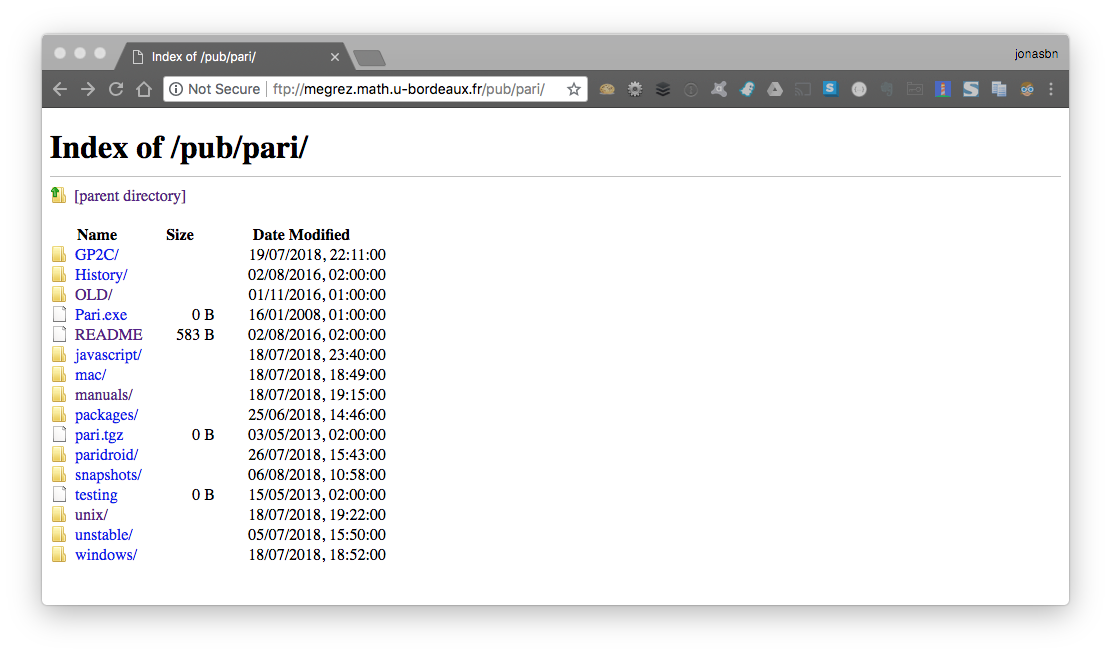 Index of /pub/pari/
jonasbn
Not Secure ftp://megrez.math.u-bordeaux.fr/pub/pari/
Index of /pub/pari/
[parent directory]
Name Size Date Modified
GP2C/ 19/07/2018, 22:11:00
History/ 02/08/2016, 02:00:00
OLD/ 01/11/2016, 01:00:00
Pari.exe 0 B 16/01/2008, 01:00:00
README 583 B 02/08/2016, 02:00:00
javascript/ 18/07/2018, 23:40:00
mac/ 18/07/2018, 18:49:00
manuals/ 18/07/2018, 19:15:00
packages/ 25/06/2018, 14:46:00
pari.tgz 0 B 03/05/2013, 02:00:00
paridroid/ 26/07/2018, 15:43:00
snapshots/ 06/08/2018, 10:58:00
testing 0 B 15/05/2013, 02:00:00
unix/ 18/07/2018, 19:22:00
unstable/ 05/07/2018, 15:50:00
windows/ 18/07/2018, 18:52:00